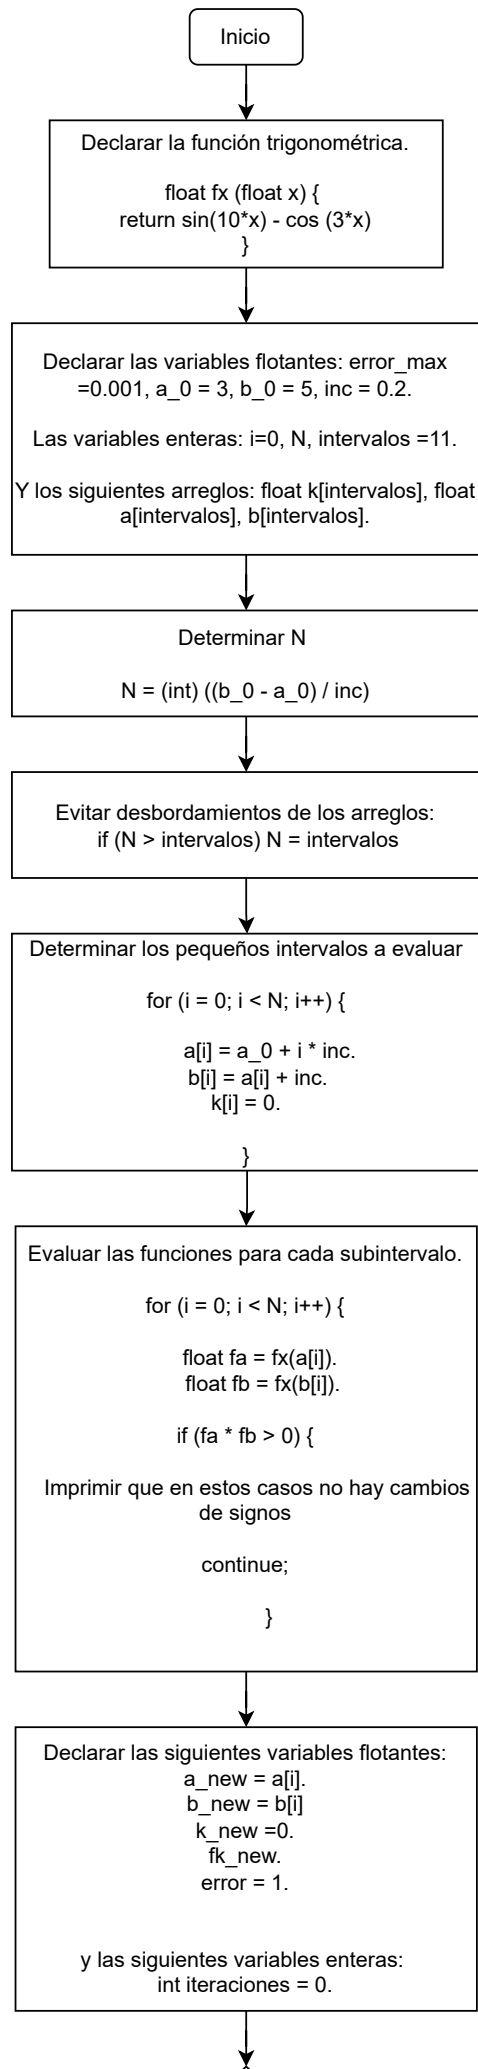 Inicio
Declarar la función trigonométrica.
float fx (float x) {
return sin(10*x) - cos (3*x)
}
Declarar las variables flotantes: error_max
=0.001, a_0 = 3, b_0 = 5, inc = 0.2.
Las variables enteras: i=0, N, intervalos =11.
Y los siguientes arreglos: float k[intervalos], float
a[intervalos], b[intervalos].
Determinar N
N = (int) ((b_0 - a_0) / inc)
Evitar desbordamientos de los arreglos:
if (N > intervalos) N = intervalos
Determinar los pequeños intervalos a evaluar
for (i = 0; i < N; i++) {
a[i] = a_0 + i * inc.
b[i] = a[i] + inc.
k[i] = 0.
}
Evaluar las funciones para cada subintervalo.
for (i = 0; i < N; i++) {
float fa = fx(a[i]).
float fb = fx(b[i]).
if (fa * fb > 0) {
Imprimir que en estos casos no hay cambios
de signos
continue;
}
Declarar las siguientes variables flotantes:
a_new = a[i].
b_new = b[i]
k_new =0.
fk_new.
error = 1.
y las siguientes variables enteras:
int iteraciones = 0.